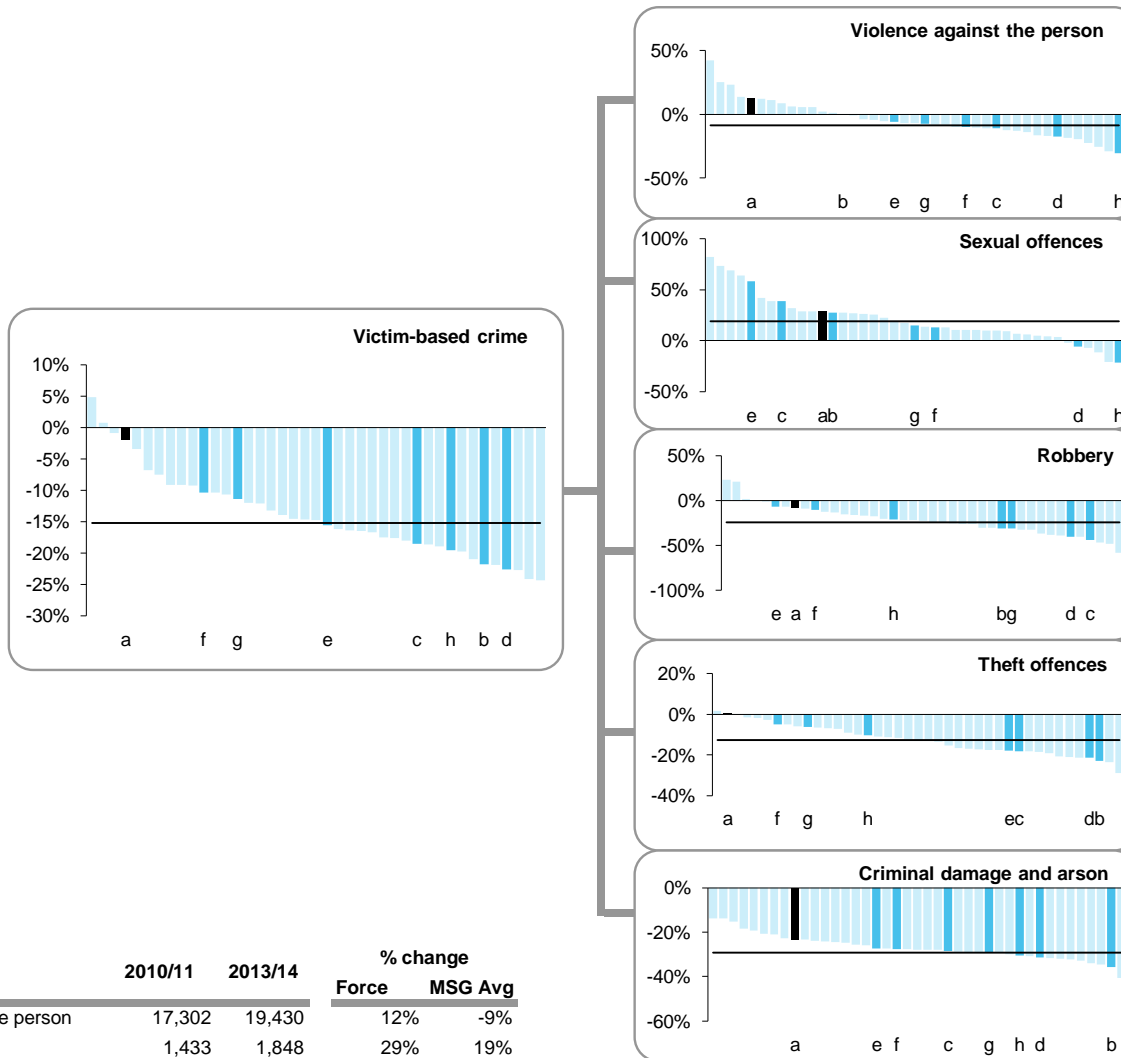 Violence against the person
50%
0%
-50%
a b e g f c d h
Sexual offences
100%
50%
0%
-50%
e c ab g f d h
Victim-based crime
10%
5%
0%
-5%
-10%
-15%
-20%
-25%
-30%
a f g e c h b d
Robbery
50%
0%
-50%
-100%
e a f h bg d c
Theft offences
20%
0%
-20%
-40%
a f g h ec db
Criminal damage and arson
0%
-20%
-40%
-60%
a e f c g h d b
2010/11 2013/14 % change
Force MSG Avg
e person 17,302 19,430 12% -9%
1,433 1,848 29% 19%